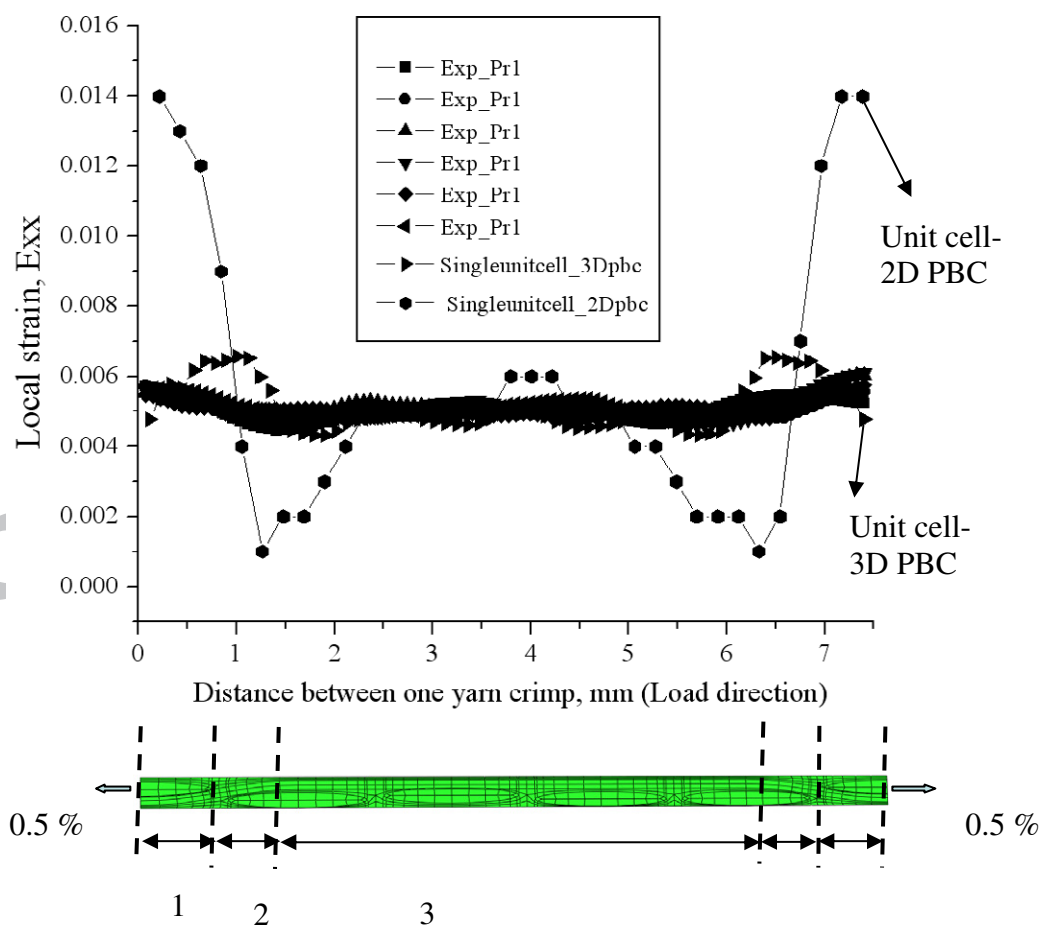 0.016
0.014
0.012
0.010
0.008
0.006
0.004
0.002
0.000
Local strain, Exx
Exp_Pr1
Exp_Pr1
Exp_Pr1
Exp_Pr1
Exp_Pr1
Exp_Pr1
Singleunitcell_3Dpbc
Singleunitcell_2Dpbc
Unit cell-
2D PBC
Unit cell-
3D PBC
0 1 2 3 4 5 6 7
Distance between one yarn crimp, mm (Load direction)
0.5 %
0.5 %
1 2 3